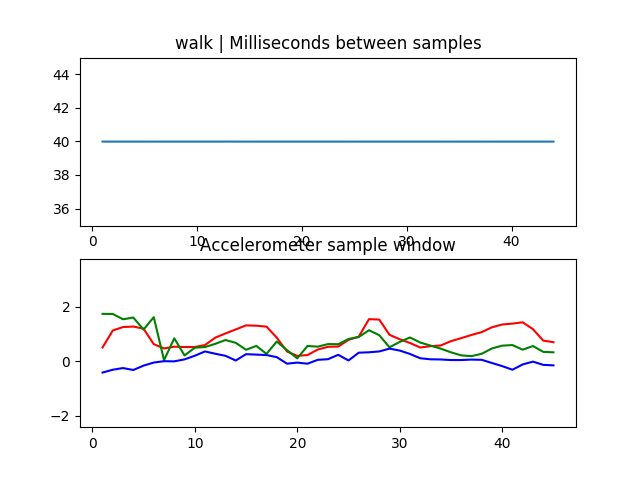 walk | Milliseconds between samples
44
42
40
38
36
0 10 20 30 40
Accelerometer sample window
2
0
−2
0 10 20 30 40